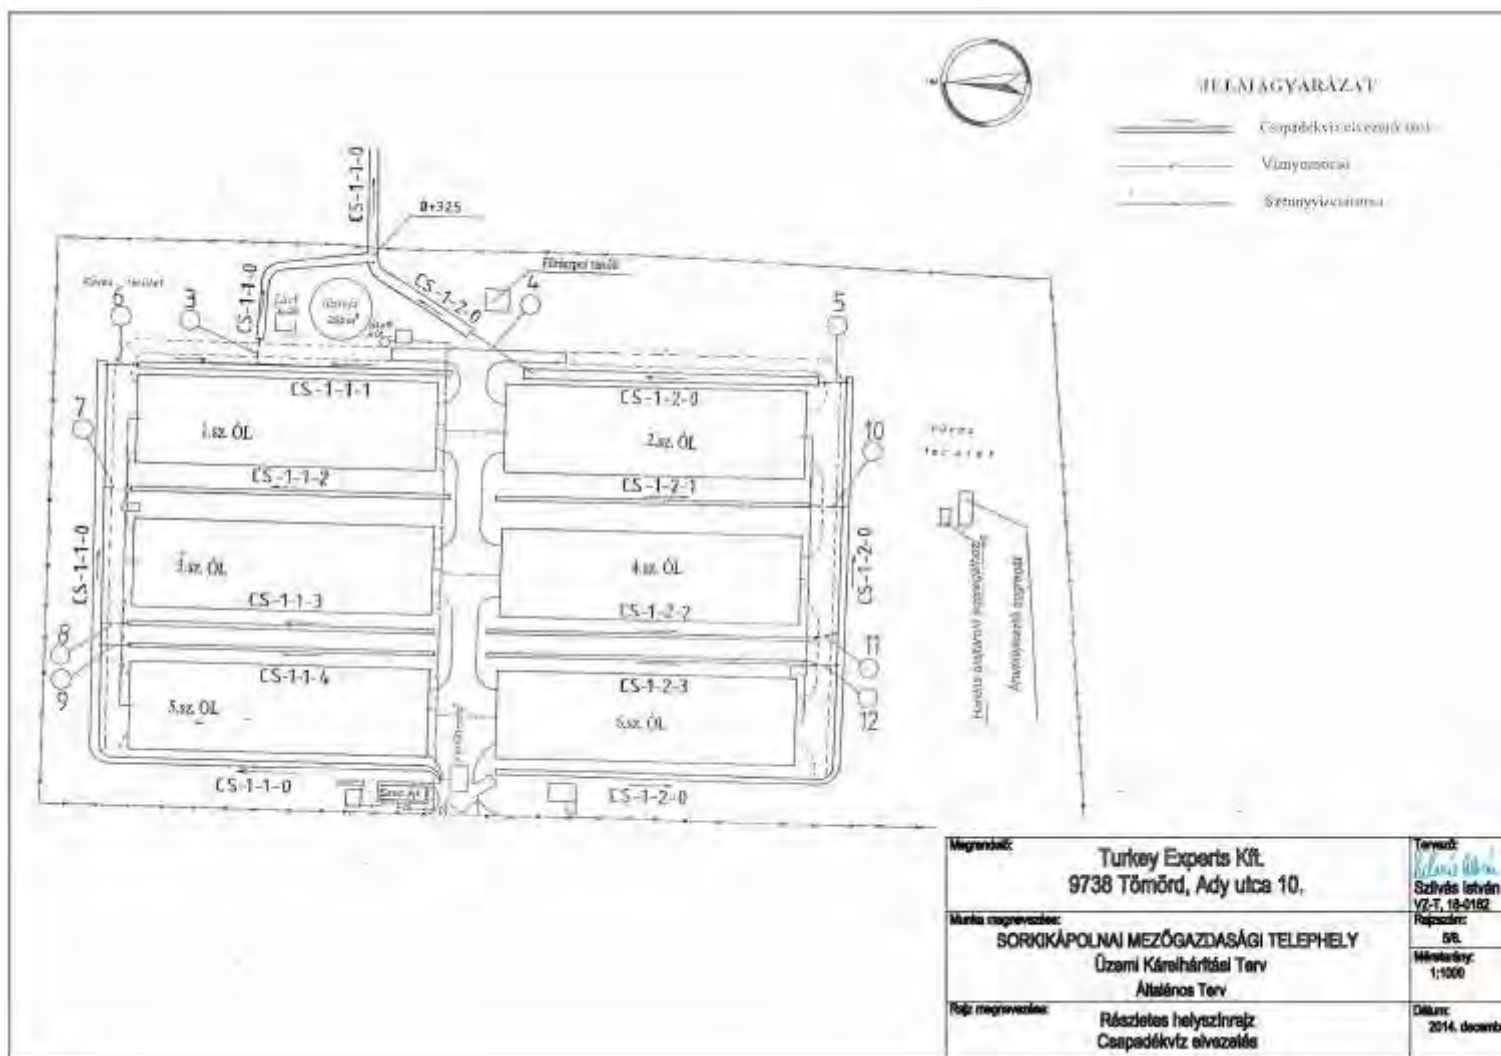 JELMAGYARÁZAT
Csapadékvíz elvezető
Víznyomócső
Szennyvízcsatorna
CS-1-1-0
0+325
CS-1-1-0
CS-1-2-0
Füves terület
6
3
4
5
CS-1-1-1
CS-1-2-0
1.sz. ÓL
2.sz. ÓL
7
10
CS-1-1-2
CS-1-2-1
CS-1-1-0
CS-1-2-0
3.sz. ÓL
4.sz. ÓL
CS-1-1-3
CS-1-2-2
8
9
11
12
CS-1-1-4
CS-1-2-3
5.sz. ÓL
6.sz. ÓL
CS-1-1-0
CS-1-2-0
Megrendelő:
Turkey Experts Kft.
9738 Tömörd, Ady utca 10.
Tervező:
Szilvás István
VZ-T, 18-0182
Munka megnevezése:
SORKIKÁPOLNAI MEZŐGAZDASÁGI TELEPHELY
Üzemi Kárelhárítási Terv
Általános Terv
Rajzszám:
5/8.
Méretarány:
1:1000
Rajz megnevezése:
Részletes helyszínrajz
Csapadékvíz elvezetés
Dátum:
2014. decemb